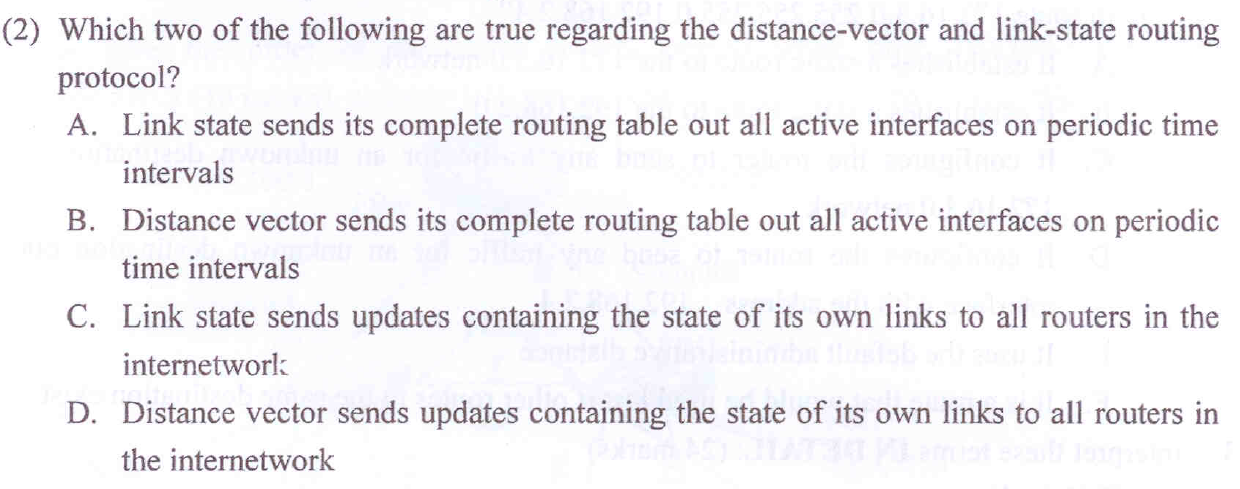 (2) Which two of the following are true regarding the distance-vector and link-state routing
protocol?
A. Link state sends its complete routing table out all active interfaces on periodic time
intervals
B. Distance vector sends its complete routing table out all active interfaces on periodic
time intervals
C. Link state sends updates containing the state of its own links to all routers in the
internetwork
D. Distance vector sends updates containing the state of its own links to all routers in
the internetwork